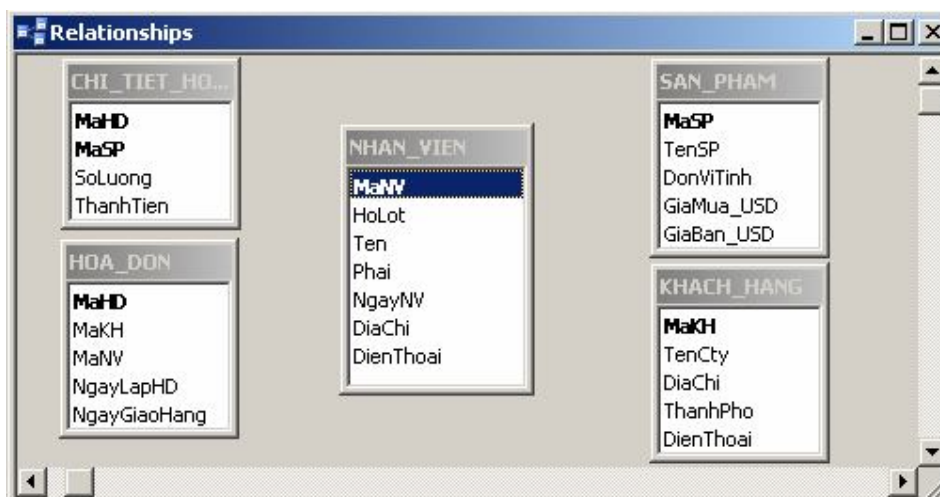 Relationships
CHI_TIET_HO...
MaHD
MaSP
SoLuong
ThanhTien
HOA_DON
MaHD
MaKH
MaNV
NgayLapHD
NgayGiaoHang
NHAN_VIEN
MaNV
HoLot
Ten
Phai
NgayNV
DiaChi
DienThoai
SAN_PHAM
MaSP
TenSP
DonViTinh
GiaMua_USD
GiaBan_USD
KHACH_HANG
MaKH
TenCty
DiaChi
ThanhPho
DienThoai